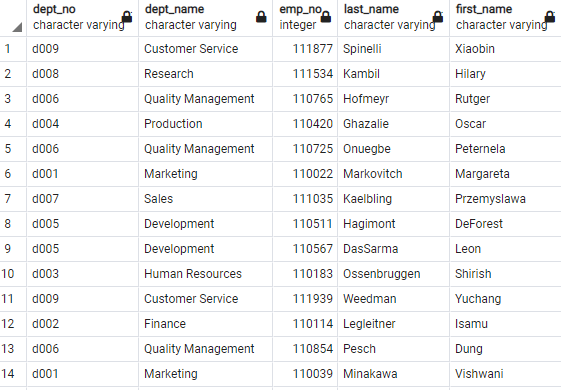 dept_no dept_name emp_no last_name first_name
character varying character varying integer character varying character varying
1 d009 Customer Service 111877 Spinelli Xiaobin
2 d008 Research 111534 Kambil Hilary
3 d006 Quality Management 110765 Hofmeyr Rutger
4 d004 Production 110420 Ghazalie Oscar
5 d006 Quality Management 110725 Onuegbe Peternela
6 d001 Marketing 110022 Markovitch Margareta
7 d007 Sales 111035 Kaelbling Przemyslawa
8 d005 Development 110511 Hagimont DeForest
9 d005 Development 110567 DasSarma Leon
10 d003 Human Resources 110183 Ossenbruggen Shirish
11 d009 Customer Service 111939 Weedman Yuchang
12 d002 Finance 110114 Legleitner Isamu
13 d006 Quality Management 110854 Pesch Dung
14 d001 Marketing 110039 Minakawa Vishwani